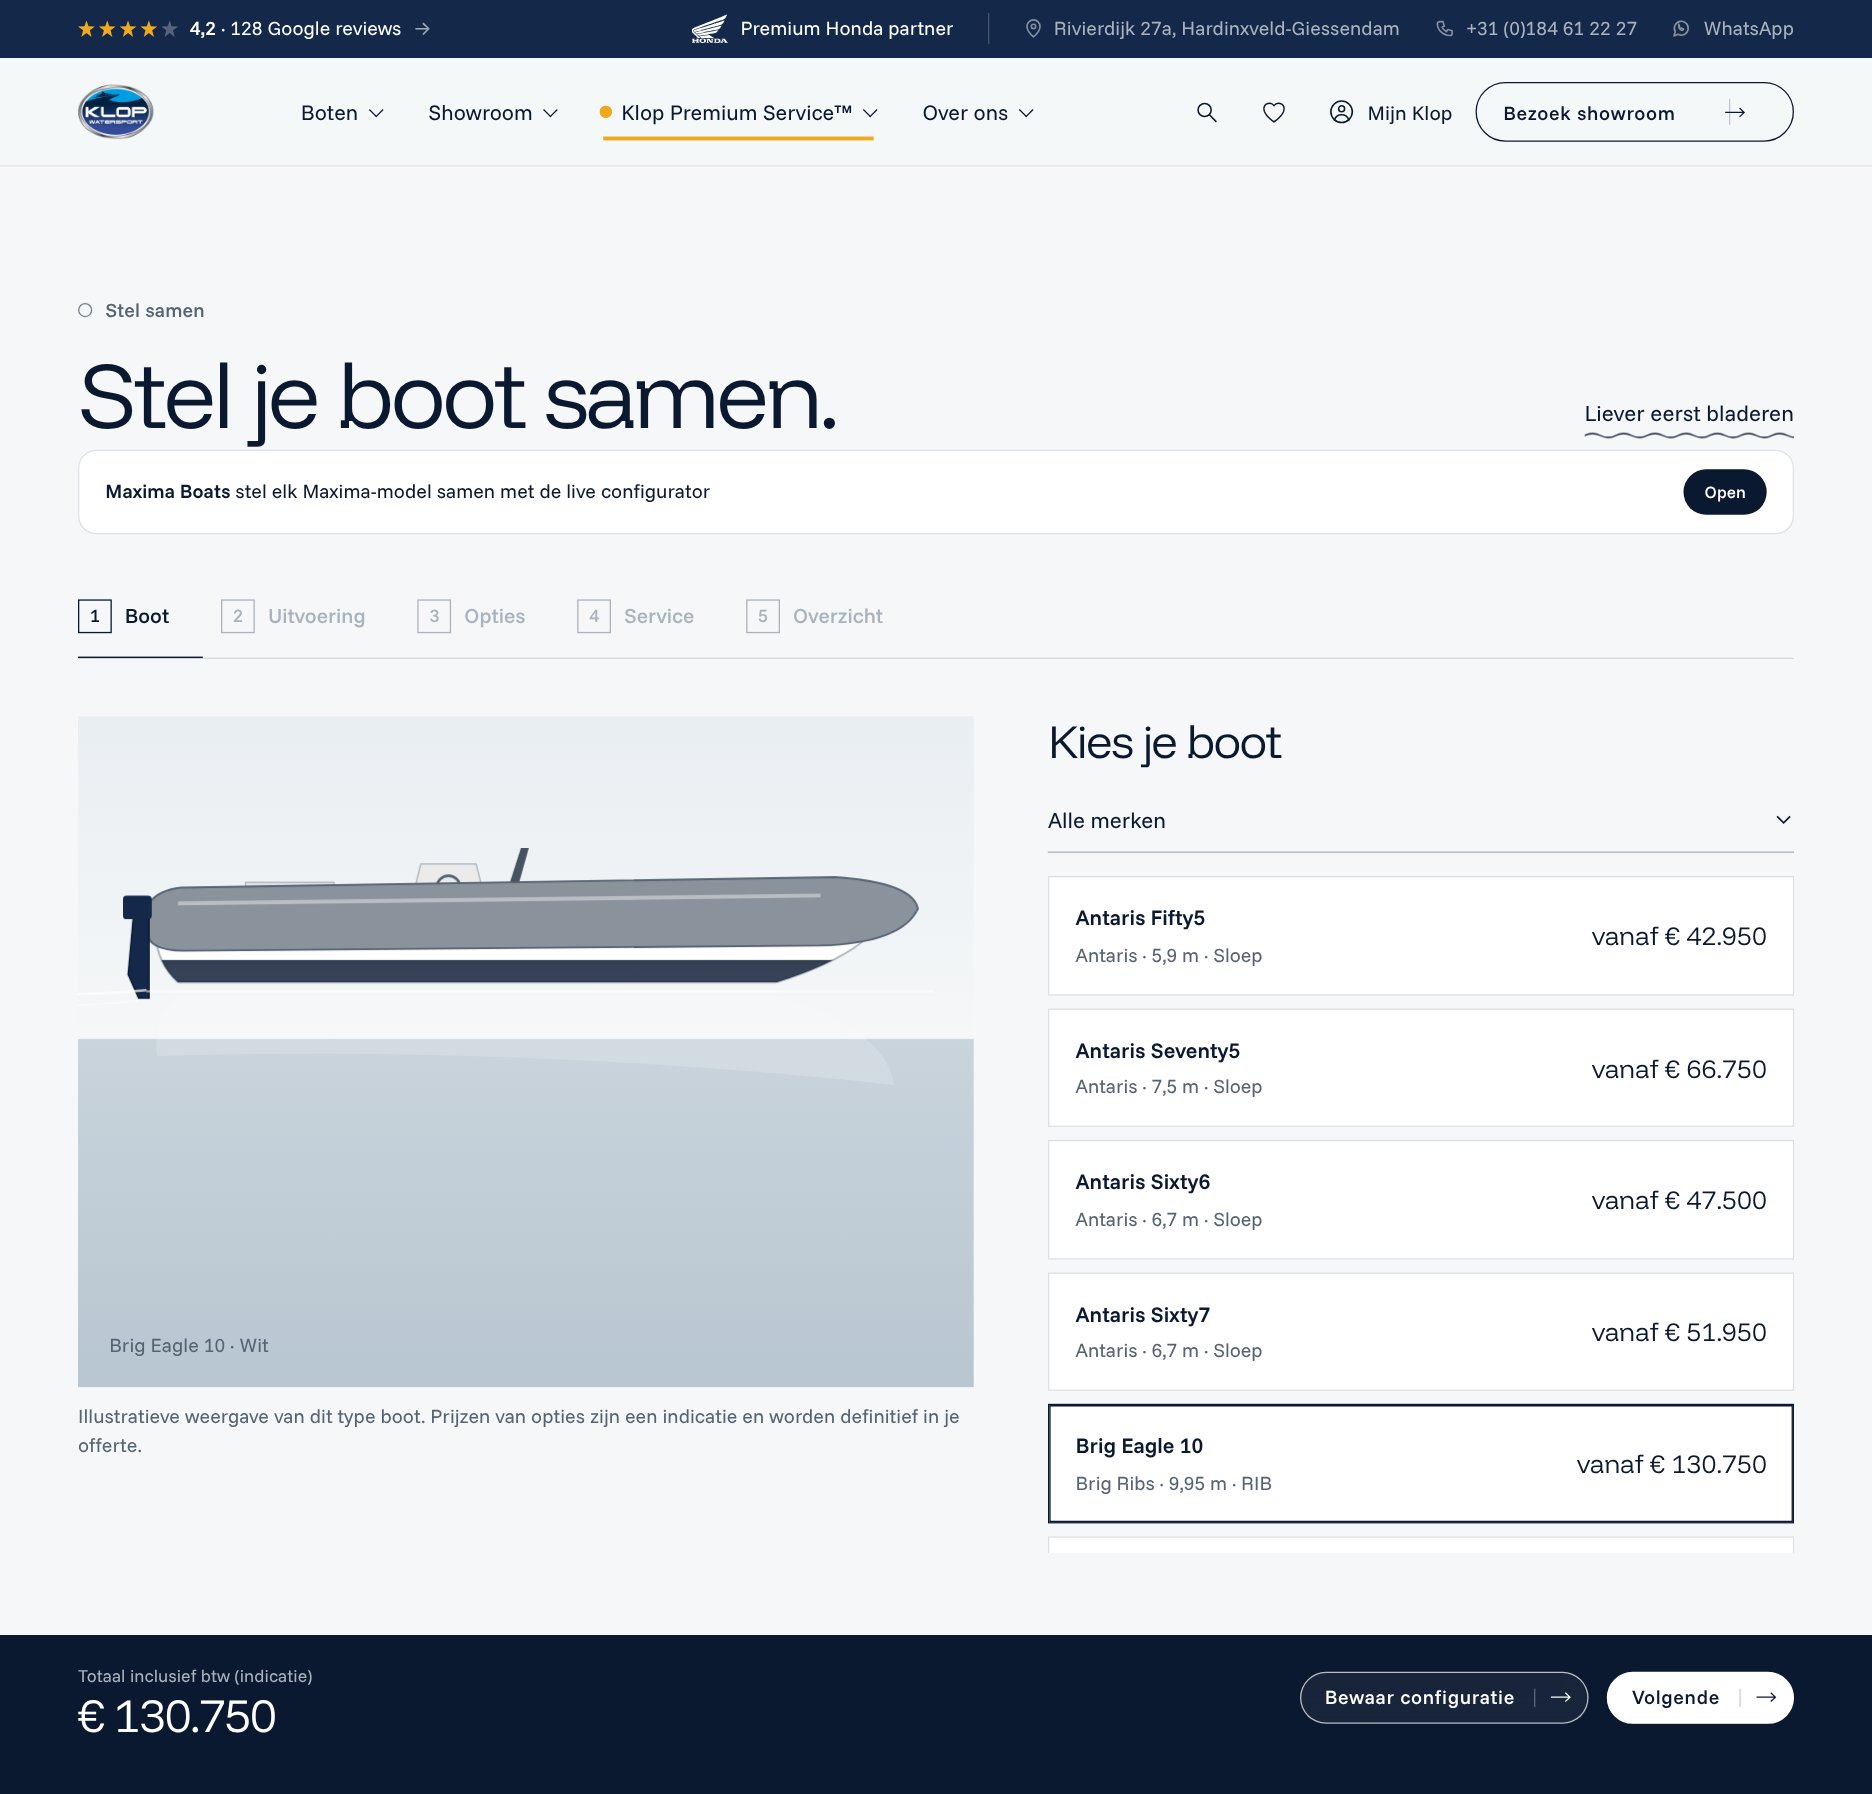 4,2 · 128 Google reviews
HONDA
Premium Honda partner
Rivierdijk 27a, Hardinxveld-Giessendam
+31 (0)184 61 22 27
WhatsApp
KLOP
WATERSPORT
Boten
Showroom
Klop Premium Service™
Over ons
Mijn Klop
Bezoek showroom
Stel samen
Stel je boot samen.
Liever eerst bladeren
Maxima Boats stel elk Maxima-model samen met de live configurator
Open
1 Boot
2 Uitvoering
3 Opties
4 Service
5 Overzicht
Brig Eagle 10 · Wit
Illustratieve weergave van dit type boot. Prijzen van opties zijn een indicatie en worden definitief in je
offerte.
Kies je boot
Alle merken
Antaris Fifty5
Antaris · 5,9 m · Sloep
vanaf € 42.950
Antaris Seventy5
Antaris · 7,5 m · Sloep
vanaf € 66.750
Antaris Sixty6
Antaris · 6,7 m · Sloep
vanaf € 47.500
Antaris Sixty7
Antaris · 6,7 m · Sloep
vanaf € 51.950
Brig Eagle 10
Brig Ribs · 9,95 m · RIB
vanaf € 130.750
Totaal inclusief btw (indicatie)
€ 130.750
Bewaar configuratie
Volgende